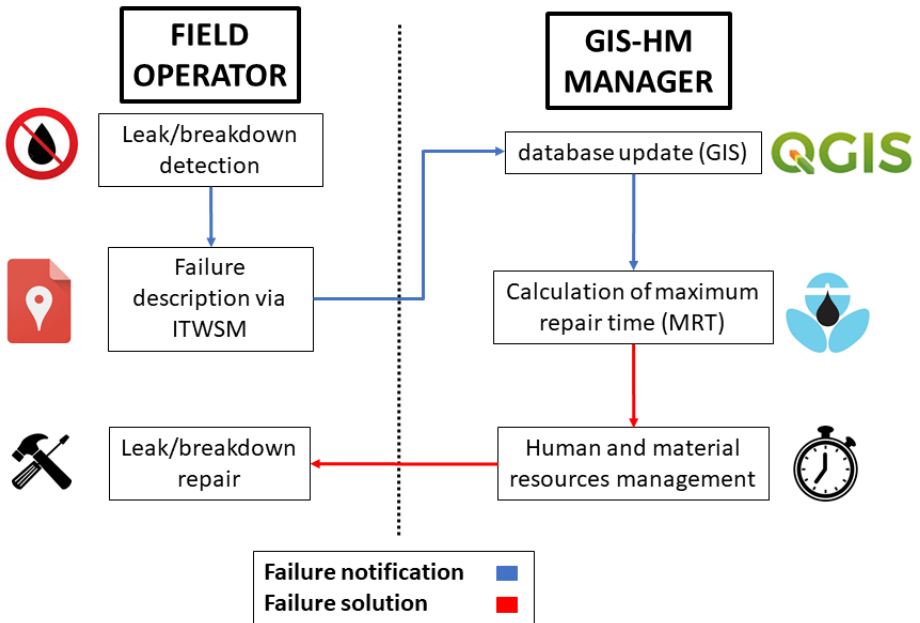 FIELD
OPERATOR
GIS-HM
MANAGER
Leak/breakdown
detection
database update (GIS)
QGIS
Failure
description via
ITWSM
Calculation of maximum
repair time (MRT)
Leak/breakdown
repair
Human and material
resources management
Failure notification
Failure solution